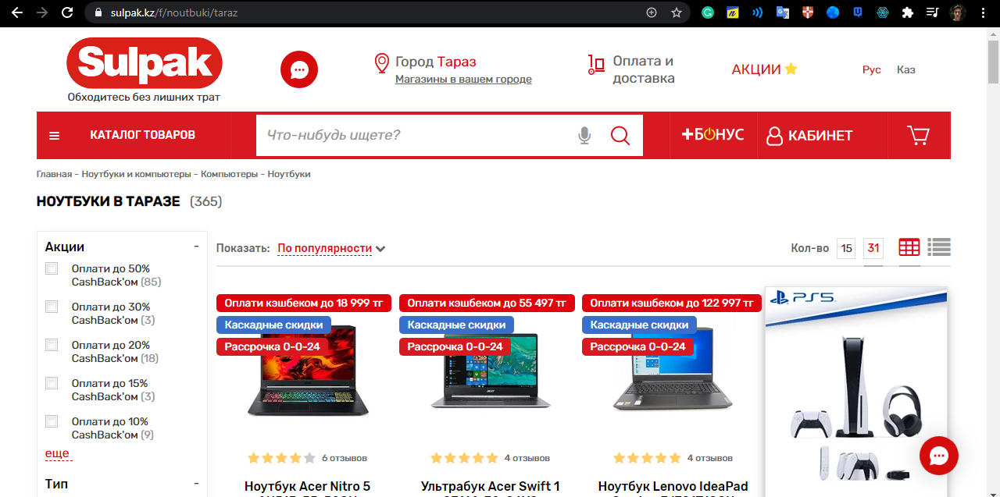 sulpak.kz/f/noutbuki/taraz
Sulpak
Обходитесь без лишних трат
Город Тараз
Магазины в вашем городе
Оплата и
доставка
АКЦИИ
Рус Каз
КАТАЛОГ ТОВАРОВ
Что-нибудь ищете?
+БОНУС
КАБИНЕТ
Главная - Ноутбуки и компьютеры - Компьютеры - Ноутбуки
НОУТБУКИ В ТАРАЗЕ (365)
Акции -
Оплати до 50%
CashBack'ом (85)
Оплати до 30%
CashBack'ом (3)
Оплати до 20%
CashBack'ом (18)
Оплати до 15%
CashBack'ом (3)
Оплати до 10%
CashBack'ом (9)
еще
Тип -
Показать: По популярности
Кол-во 15 31
Оплати кэшбеком до 18 999 тг
Каскадные скидки
Рассрочка 0-0-24
6 отзывов
Ноутбук Acer Nitro 5
Оплати кэшбеком до 55 497 тг
Каскадные скидки
Рассрочка 0-0-24
4 отзывов
Ультрабук Acer Swift 1
Оплати кэшбеком до 122 997 тг
Каскадные скидки
Рассрочка 0-0-24
4 отзывов
Ноутбук Lenovo IdeaPad
PS5